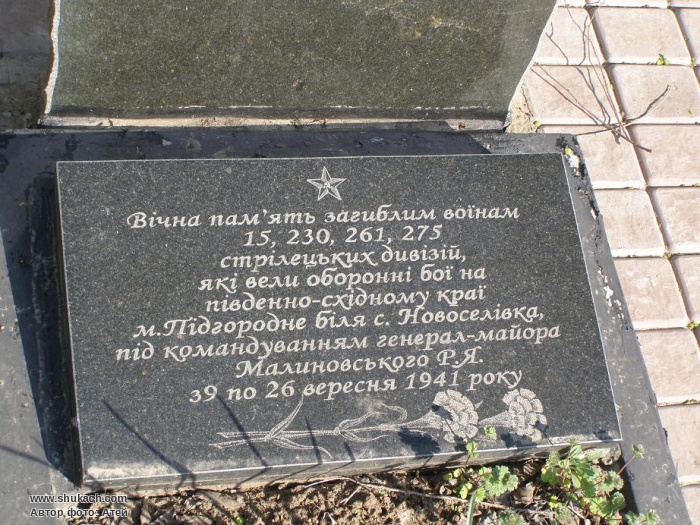 Вічна пам'ять загиблим воїнам
15, 230, 261, 275
стрілецьких дивізій,
які вели оборонні бої на
південно-східному краї
м.Підгородне біля с. Новоселівка,
під командуванням генерал-майора
Малиновського Р.Я.
з9 по 26 вересня 1941 року
www.shukach.com
Автор фото: Атей